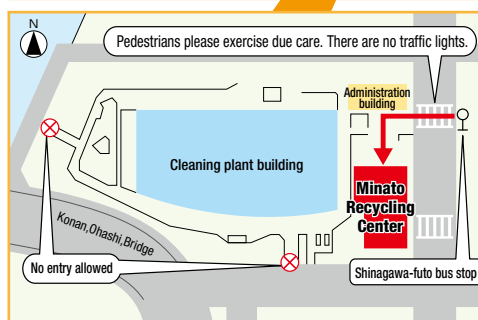 N
Pedestrians please exercise due care. There are no traffic lights.
Administration
building
Cleaning plant building
Minato
Recycling
Center
Konan,Ohashi,Bridge
No entry allowed
Shinagawa-futo bus stop